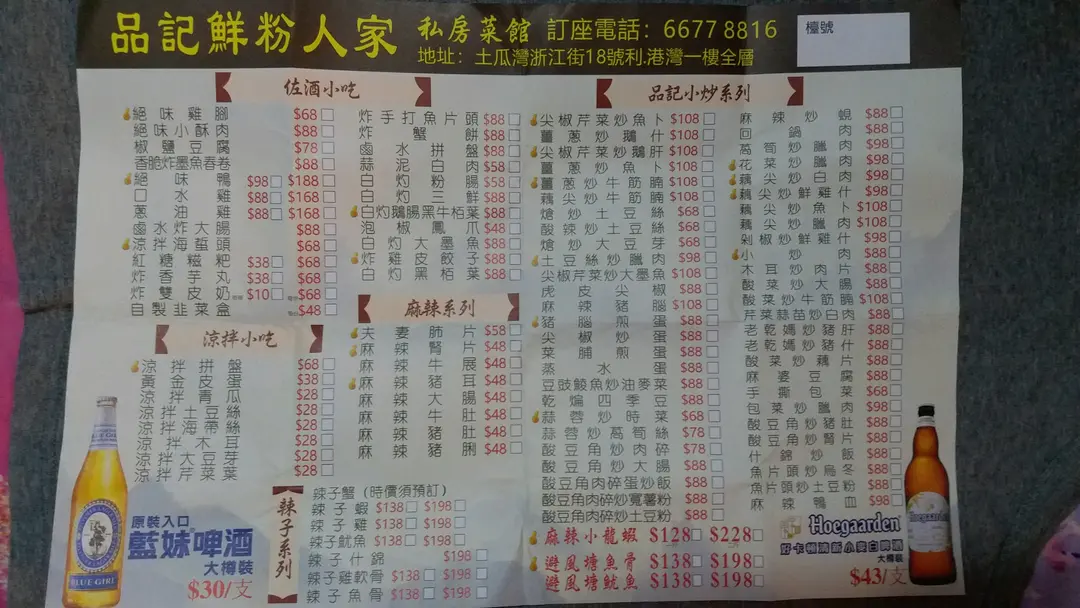 品記鮮粉人家 私房菜館 訂座電話：6677 8816
地址：土瓜灣浙江街18號利.港灣一樓全層
檯號
佐酒小吃
絕味雞腳 $68
絕味小酥肉 $88
椒鹽豆腐 $78
香脆炸墨魚春卷 $88
絕味鴨 $98 $188
口水雞 $88 $168
蔥油雞 $88 $168
鹵水炸大腸 $88
涼拌海蜇頭 $68
紅糖糍粑 $38 $68
炸香芋丸 $38 $68
炸雙皮奶 $10 $68
自製韭菜盒 $48
炸手打魚片頭 $88
炸蟹餅 $88
鹵水拼盤 $88
蒜泥白肉 $58
白灼粉腸 $58
白灼三鮮 $88
白灼鵝腸黑牛栢葉 $88
泡椒鳳爪 $48
白灼大墨魚 $88
炸雞皮餃子 $88
白灼黑栢葉 $88
涼拌小吃
涼拌拼盤 $68
黃金皮蛋 $38
涼拌青瓜 $28
涼拌土豆絲 $28
涼拌海帶絲 $28
涼拌木耳 $28
涼拌大豆芽 $28
涼拌芹菜葉 $28
麻辣系列
夫妻肺片 $58
麻辣腎片 $48
麻辣牛展 $48
麻辣豬耳 $48
麻辣大腸 $48
麻辣牛肚 $48
麻辣豬肚 $48
麻辣豬脷 $48
辣子系列
辣子蟹 (時價須預訂)
辣子蝦 $138 $198
辣子雞 $138 $198
辣子魷魚 $138 $198
辣子什錦 $198
辣子雞軟骨 $138 $198
辣子魚骨 $138 $198
品記小炒系列
尖椒芹菜炒魚卜 $108
薑蔥炒鵝什 $108
尖椒芹菜炒鵝肝 $108
薑蔥炒魚卜 $108
薑蔥炒牛筋腩 $108
尖椒炒牛筋腩 $108
熗炒土豆絲 $68
酸辣炒土豆絲 $68
熗炒大豆芽 $68
土豆絲炒臘肉 $98
尖椒芹菜炒大墨魚 $108
虎皮尖椒 $88
麻辣豬腦 $108
豬腦煎蛋 $88
尖椒炒蛋 $88
菜脯煎蛋 $88
蒸水蛋 $88
豆豉鯪魚炒油麥菜 $88
乾煸四季豆 $88
蒜蓉炒時菜 $68
蒜蓉炒萵筍絲 $78
酸豆角炒肉碎 $78
酸豆角炒大腸 $88
酸豆角肉碎蛋炒飯 $88
酸豆角肉碎炒寬薯粉 $88
酸豆角肉碎炒土豆粉 $88
麻辣小龍蝦 $128 $228
避風塘魚骨 $138 $198
避風塘魷魚 $138 $198
麻辣炒蜆 $88
回鍋肉 $88
萵筍炒臘肉 $98
花菜炒臘肉 $98
藕尖炒白肉 $98
藕尖炒鮮雞什 $98
藕尖炒魚卜 $108
藕尖炒臘肉 $108
剁椒炒鮮雞什 $98
小炒肉 $88
木耳炒肉片 $88
酸菜炒大腸 $88
酸菜炒牛筋腩 $108
芹菜蒜苗炒白肉 $88
老乾媽炒豬肝 $88
老乾媽炒豬什 $88
酸菜炒藕片 $88
麻婆豆腐 $88
手撕包菜 $68
包菜炒臘肉 $98
酸豆角炒豬肚 $88
酸豆角炒腎片 $88
什錦炒飯 $88
魚片頭炒烏冬 $88
魚片頭炒土豆粉 $88
麻辣鴨血 $98
BLUE GIRL
原裝入口
藍妹啤酒
大樽裝
$30/支
Hoegaarden
大樽裝
$43/支
Hoegaarden